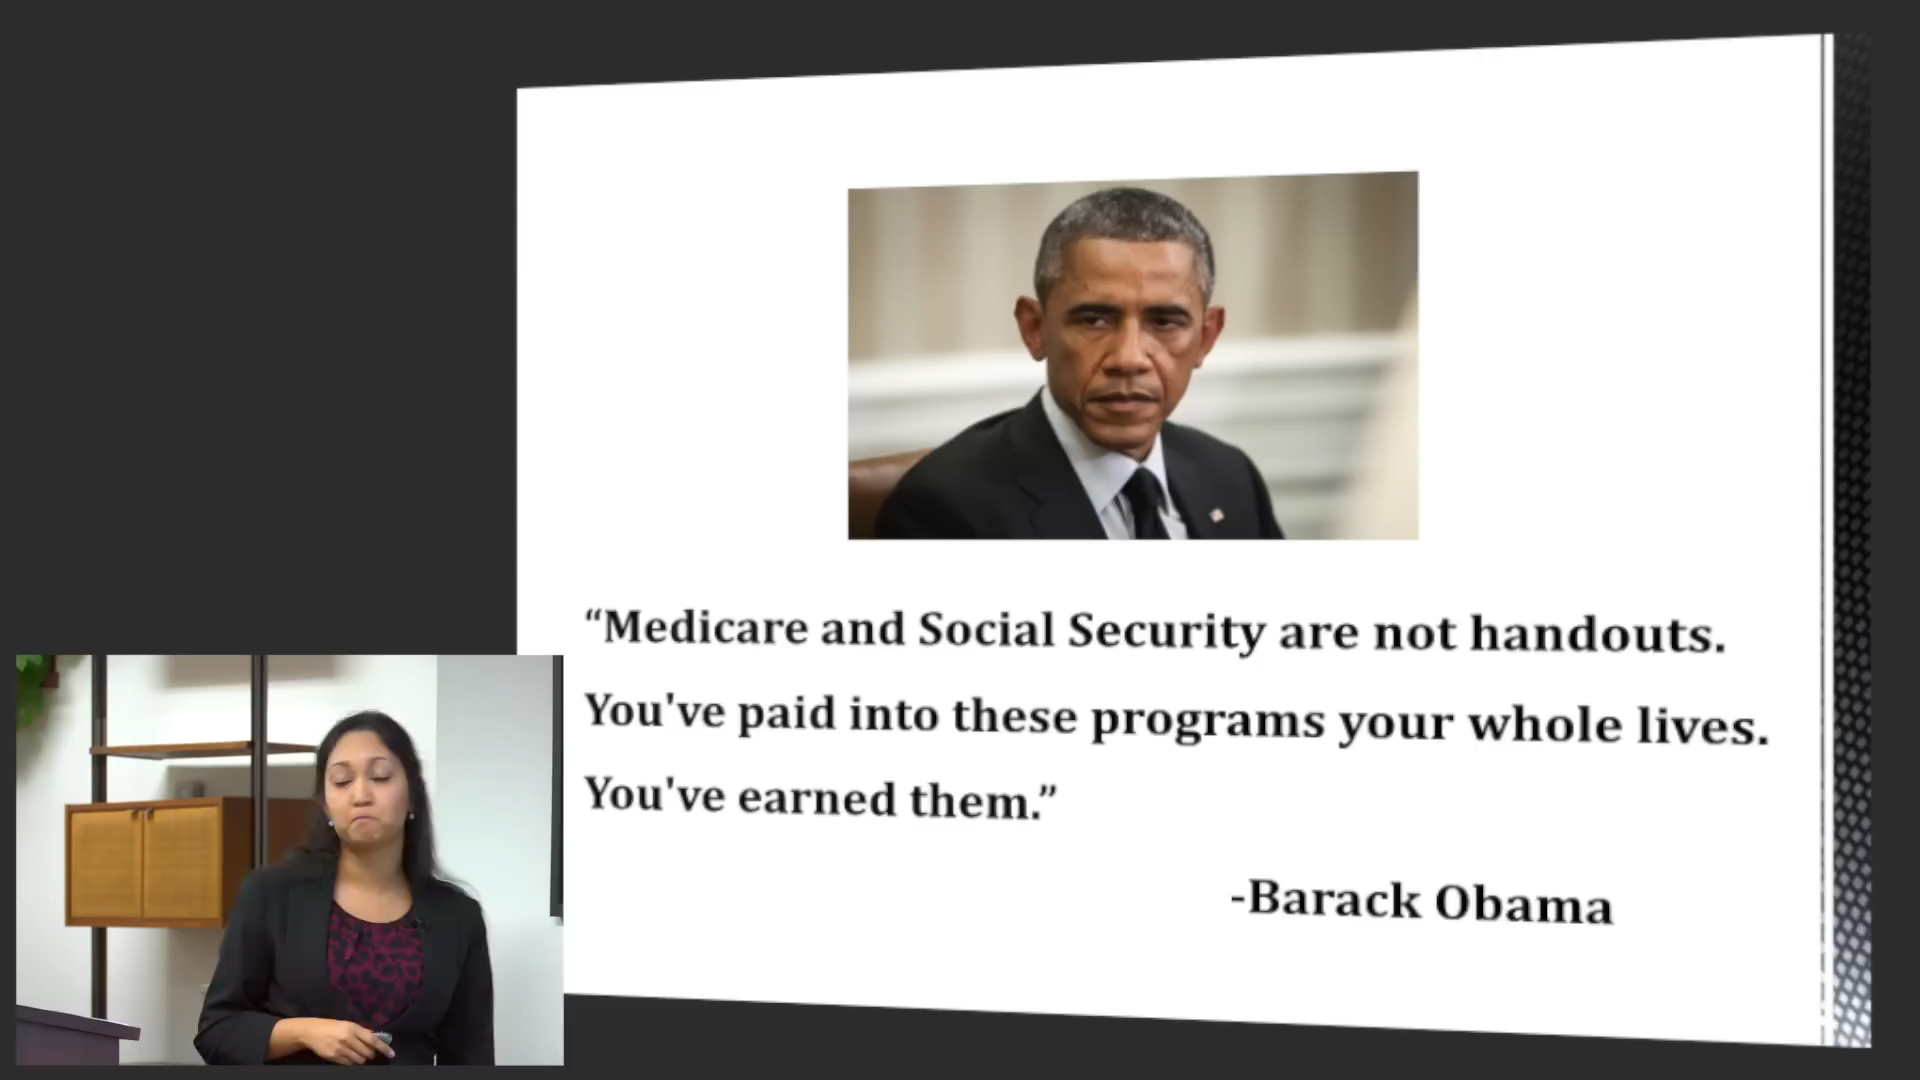 “Medicare and Social Security are not handouts.
You've paid into these programs your whole lives.
You've earned them.”
-Barack Obama